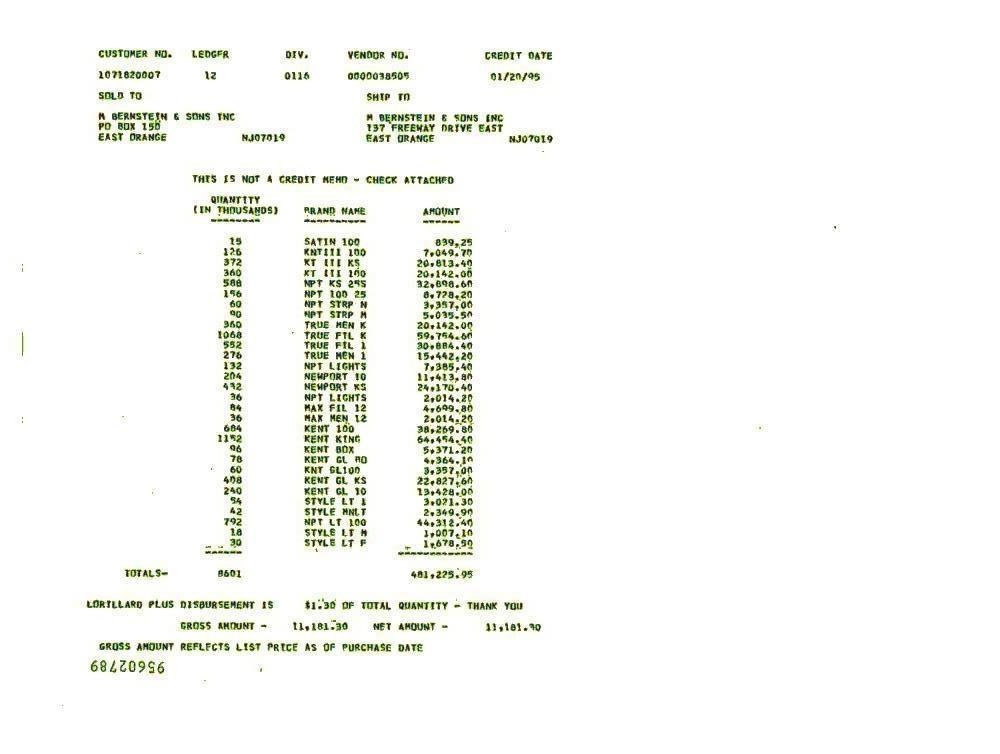 CUSTOMER NO. LEDGER DIV. VENDOR NO. CREDIT DATE
1071820007 12 0116 0000038505 01/20/95
SOLD TO SHIP TO
M BERNSTEIN & SONS INC M BERNSTEIN & SONS INC
PO BOX 150 137 FREEWAY DRIVE EAST
EAST ORANGE NJ07019 EAST ORANGE NJ07019
THIS IS NOT A CREDIT MEMO - CHECK ATTACHED
QUANTITY
(IN THOUSANDS) BRAND NAME AMOUNT
15 SATIN 100 839.25
126 KNTIII 100 7,049.70
372 KT III KS 20,813.40
360 KT III 100 20,142.00
588 NPT KS 25S 32,898.60
156 NPT 100 25 8,728.20
60 NPT STRP N 3,357.00
90 NPT STRP M 5,035.50
360 TRUE MEN K 20,142.00
1068 TRUE FIL K 59,754.60
552 TRUE FIL 1 30,884.40
276 TRUE MEN 1 15,442.20
132 NPT LIGHTS 7,385.40
204 NEWPORT 10 11,413.80
432 NEWPORT KS 24,170.40
36 NPT LIGHTS 2,014.20
84 MAX FIL 12 4,699.80
36 MAX MEN 12 2,014.20
684 KENT 100 38,269.80
1152 KENT KING 64,454.40
96 KENT BOX 5,371.20
78 KENT GL BO 4,364.10
60 KNT GL100 3,357.00
408 KENT GL KS 22,827.60
240 KENT GL 10 13,428.00
54 STYLE LT 1 3,021.30
42 STYLE MNLT 2,349.90
792 NPT LT 100 44,312.40
18 STYLE LT M 1,007.10
30 STYLE LT F 1,678.50
TOTALS- 8601 481,225.95
LORILLARD PLUS DISBURSEMENT IS $1.30 OF TOTAL QUANTITY - THANK YOU
GROSS AMOUNT - 11,181.30 NET AMOUNT - 11,181.30
GROSS AMOUNT REFLECTS LIST PRICE AS OF PURCHASE DATE
95602789